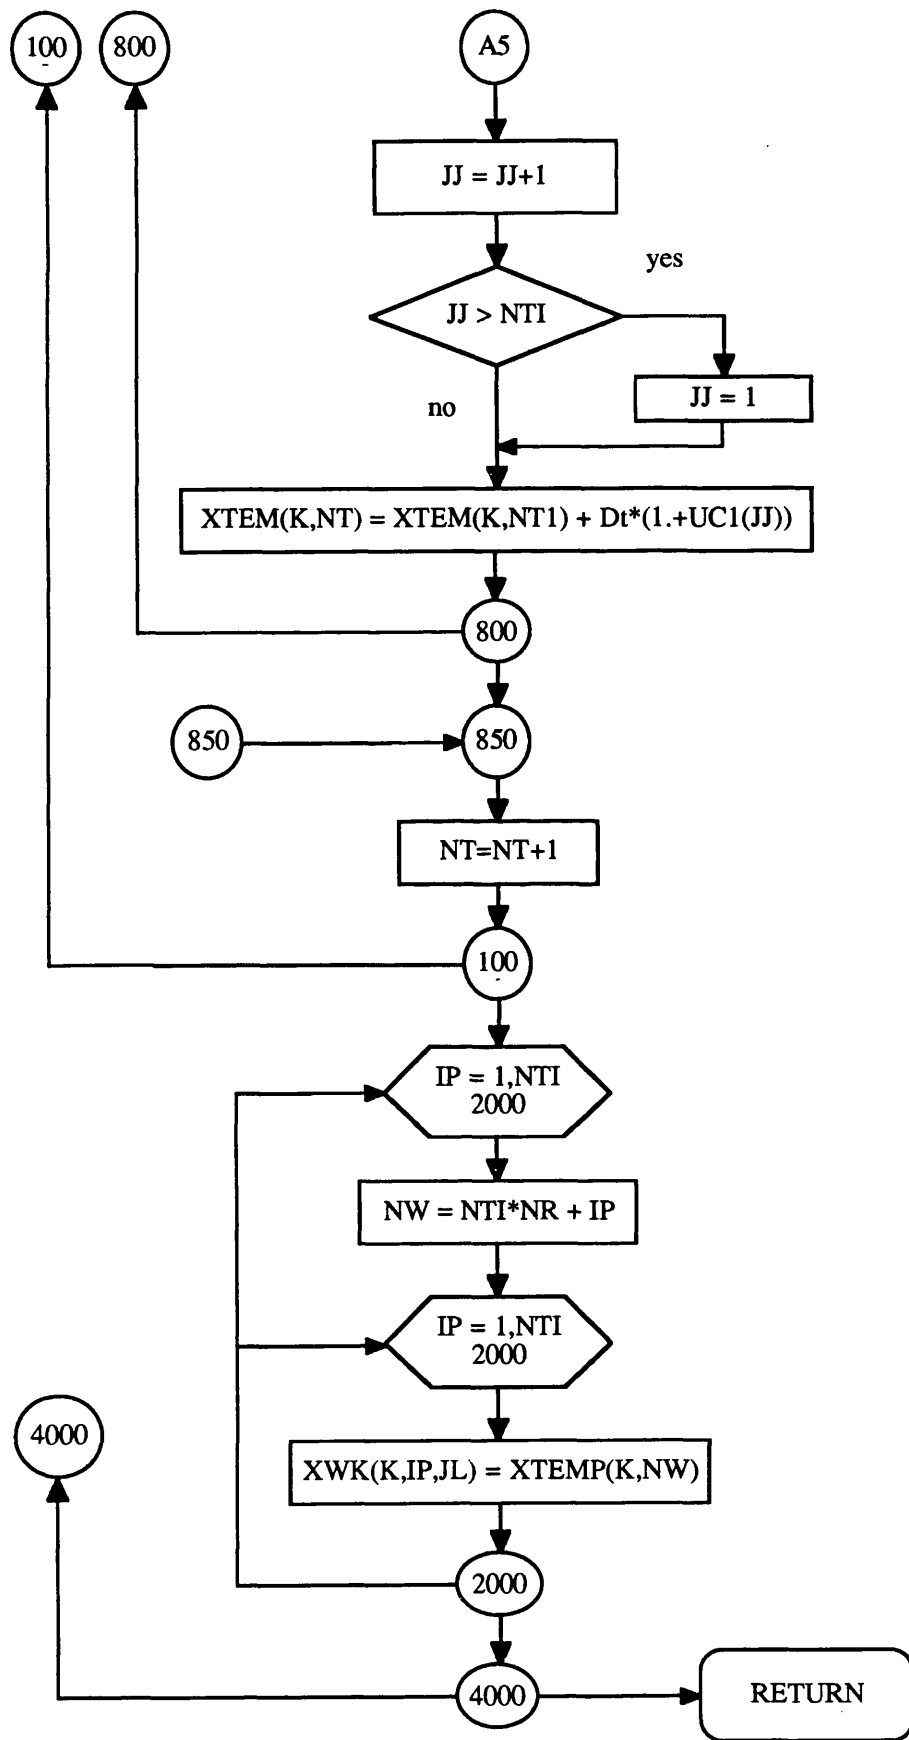 100
800
A5
JJ = JJ+1
yes
JJ > NTI
JJ = 1
no
XTEM(K,NT) = XTEM(K,NT1) + Dt*(1.+UC1(JJ))
800
850
850
NT=NT+1
100
IP = 1,NTI
2000
NW = NTI*NR + IP
IP = 1,NTI
2000
4000
XWK(K,IP,JL) = XTEMP(K,NW)
2000
4000
RETURN